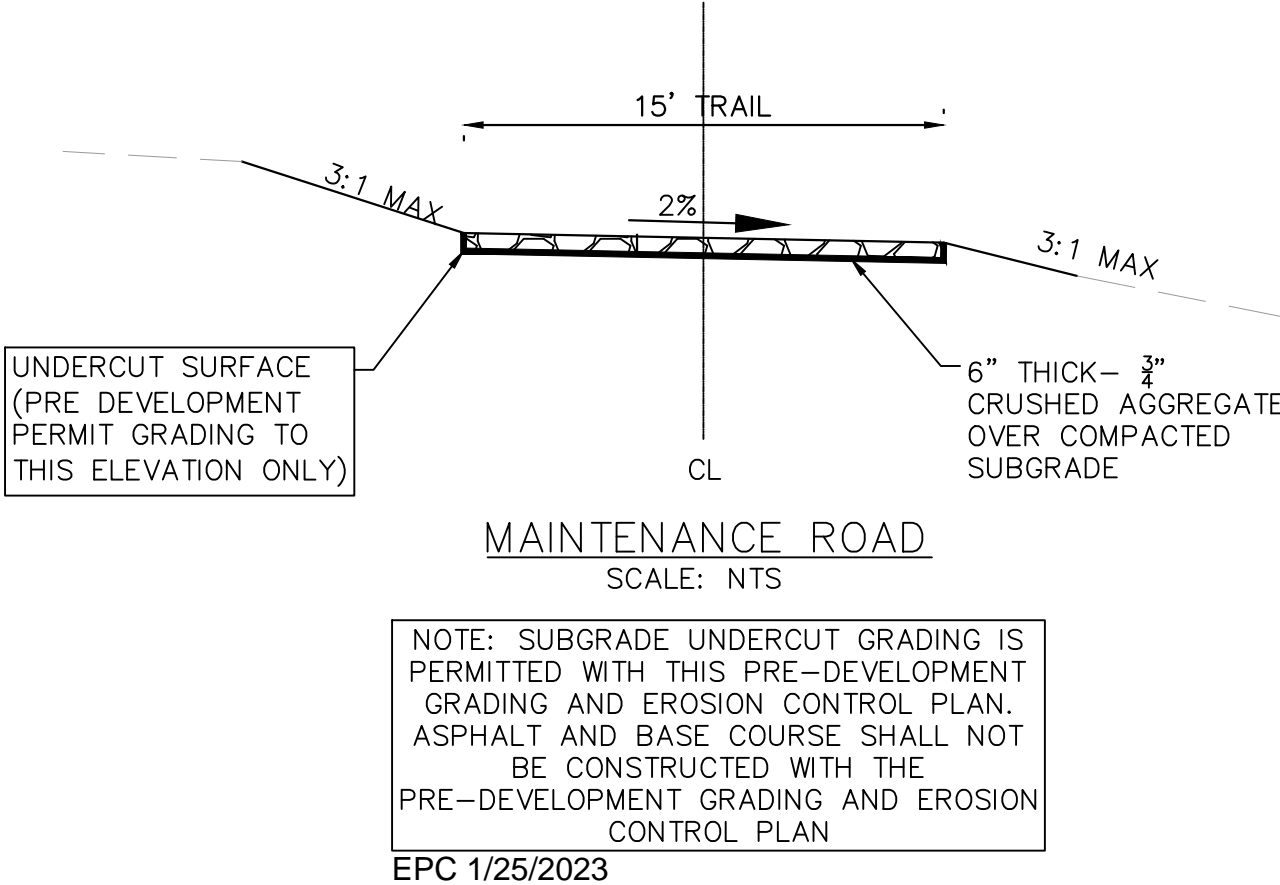 15' TRAIL
3:1 MAX
2%
3:1 MAX
UNDERCUT SURFACE
(PRE DEVELOPMENT
PERMIT GRADING TO
THIS ELEVATION ONLY)
6" THICK- 3/4"
CRUSHED AGGREGATE
OVER COMPACTED
SUBGRADE
CL
MAINTENANCE ROAD
SCALE: NTS
NOTE: SUBGRADE UNDERCUT GRADING IS
PERMITTED WITH THIS PRE-DEVELOPMENT
GRADING AND EROSION CONTROL PLAN.
ASPHALT AND BASE COURSE SHALL NOT
BE CONSTRUCTED WITH THE
PRE-DEVELOPMENT GRADING AND EROSION
CONTROL PLAN
EPC 1/25/2023